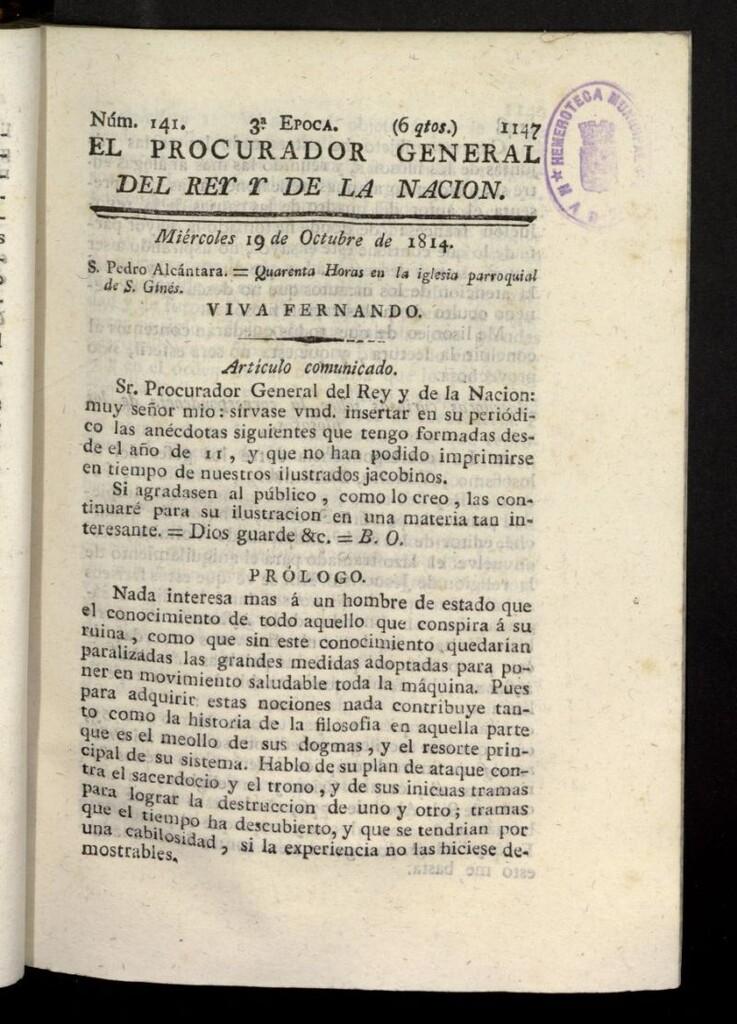 Núm. 141. 3ª EPOCA. (6 qtos.) 1147
EL PROCURADOR GENERAL
DEL REY Y DE LA NACION.
Miércoles 19 de Octubre de 1814.
S. Pedro Alcántara. = Quarenta Horas en la iglesia parroquial
de S. Ginés.
VIVA FERNANDO.
Artículo comunicado.
Sr. Procurador General del Rey y de la Nacion:
muy señor mio: sírvase vmd. insertar en su periódi-
co las anécdotas siguientes que tengo formadas des-
de el año de 11, y que no han podido imprimirse
en tiempo de nuestros ilustrados jacobinos.
Si agradasen al público, como lo creo, las con-
tinuaré para su ilustracion en una materia tan in-
teresante. = Dios guarde &c. = B. O.
PRÓLOGO.
Nada interesa mas á un hombre de estado que
el conocimiento de todo aquello que conspira á su
ruina, como que sin este conocimiento quedarian
paralizadas las grandes medidas adoptadas para po-
ner en movimiento saludable toda la máquina. Pues
para adquirir estas nociones nada contribuye tan-
to como la historia de la filosofia en aquella parte
que es el meollo de sus dogmas, y el resorte prin-
cipal de su sistema. Hablo de su plan de ataque con-
tra el sacerdocio y el trono, y de sus inicuas tramas
para lograr la destruccion de uno y otro; tramas
que el tiempo ha descubierto, y que se tendrian por
una cabilosidad, si la experiencia no las hiciese de-
mostrables.
HEMEROTECA